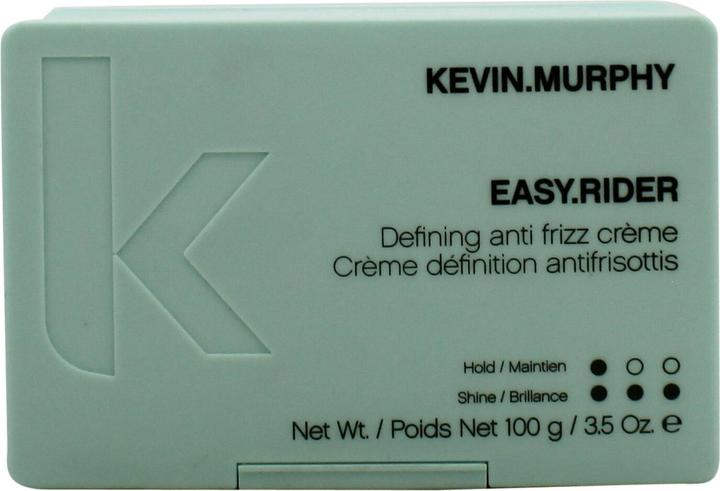 KEVIN.MURPHY
EASY.RIDER
Defining anti frizz crème
Crème définition antifrisottis
Hold / Maintien
Shine / Brillance
Net Wt. / Poids Net 100 g / 3.5 Oz. ℮